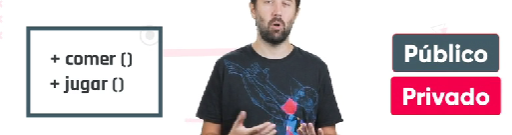 + comer ()
+ jugar ()
Público
Privado